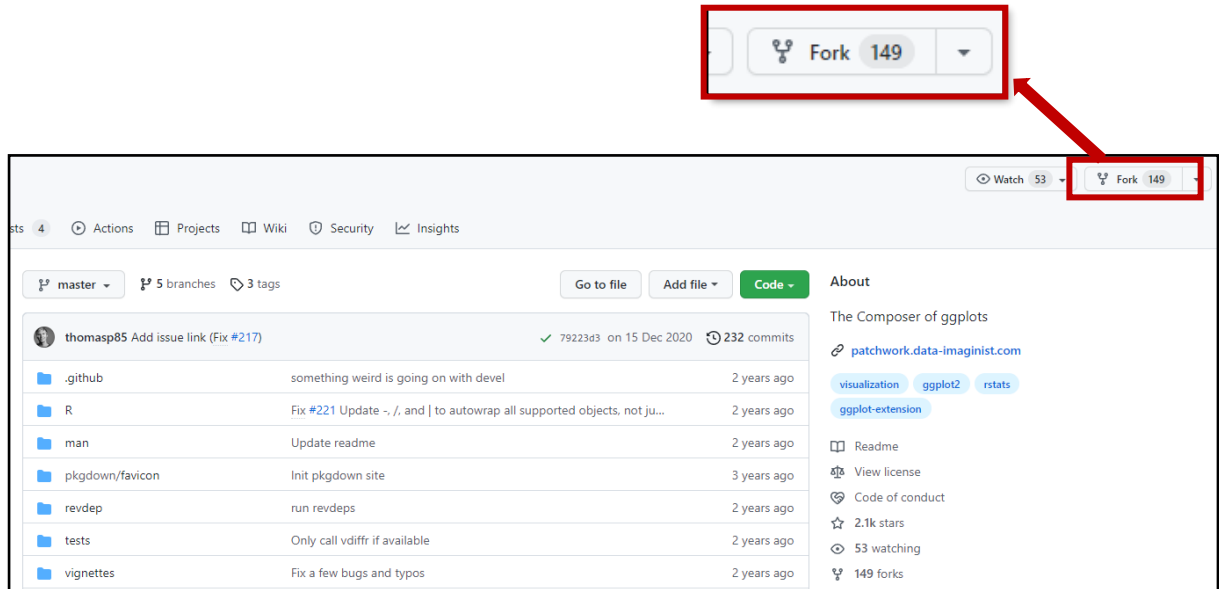 Fork 149
Watch 53
Fork 149
sts 4 Actions Projects Wiki Security Insights
master 5 branches 3 tags Go to file Add file Code
thomasp85 Add issue link (Fix #217) 79223d3 on 15 Dec 2020 232 commits
.github something weird is going on with devel 2 years ago
R Fix #221 Update -, /, and | to autowrap all supported objects, not ju... 2 years ago
man Update readme 2 years ago
pkgdown/favicon Init pkgdown site 3 years ago
revdep run revdeps 2 years ago
tests Only call vdiffr if available 2 years ago
vignettes Fix a few bugs and typos 2 years ago
About
The Composer of ggplots
patchwork.data-imaginist.com
visualization ggplot2 rstats
ggplot-extension
Readme
View license
Code of conduct
2.1k stars
53 watching
149 forks